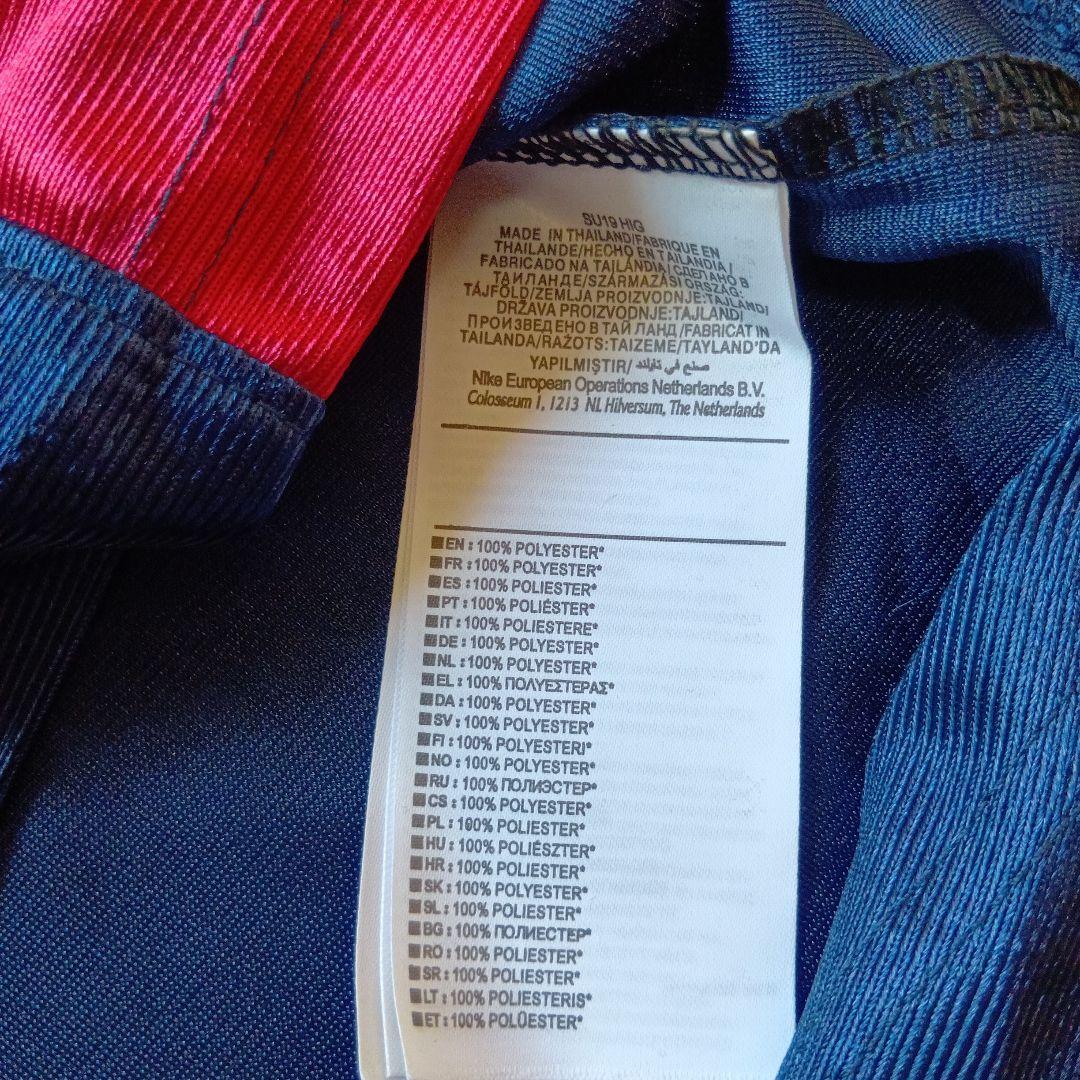 SU19 HIG
MADE IN THAILAND/FABRIQUE EN
THAILANDE/HECHO EN TAILANDIA/
FABRICADO NA TAILÂNDIA/СДЕЛАНО В
ТАИЛАНДЕ/SZÁRMAZÁSI ORSZÁG:
TÁJFÖLD/ZEMLJA PROIZVODNJE:TAJLAND/
DRŽAVA PROIZVODNJE:TAJLAND/
ПРОИЗВЕДЕНО В ТАЙ ЛАНД/FABRICAT IN
TAILANDA/RAŽOTS:TAIZEME/TAYLAND'DA
YAPILMIŞTIR/ صنع في تايلند
Nike European Operations Netherlands B.V.
Colosseum 1, 1213 NL Hilversum, The Netherlands
EN : 100% POLYESTER*
FR : 100% POLYESTER*
ES : 100% POLIESTER*
PT : 100% POLIÉSTER*
IT : 100% POLIESTERE*
DE : 100% POLYESTER*
NL : 100% POLYESTER*
EL : 100% ΠΟΛΥΕΣΤΕΡΑΣ*
DA : 100% POLYESTER*
SV : 100% POLYESTER*
FI : 100% POLYESTERI*
NO : 100% POLYESTER*
RU : 100% ПОЛИЭСТЕР*
CS : 100% POLYESTER*
PL : 100% POLIESTER*
HU : 100% POLIÉSZTER*
HR : 100% POLIESTER*
SK : 100% POLYESTER*
SL : 100% POLIESTER*
BG : 100% ПОЛИЕСТЕР*
RO : 100% POLIESTER*
SR : 100% POLIESTER*
LT : 100% POLIESTERIS*
ET : 100% POLÜESTER*